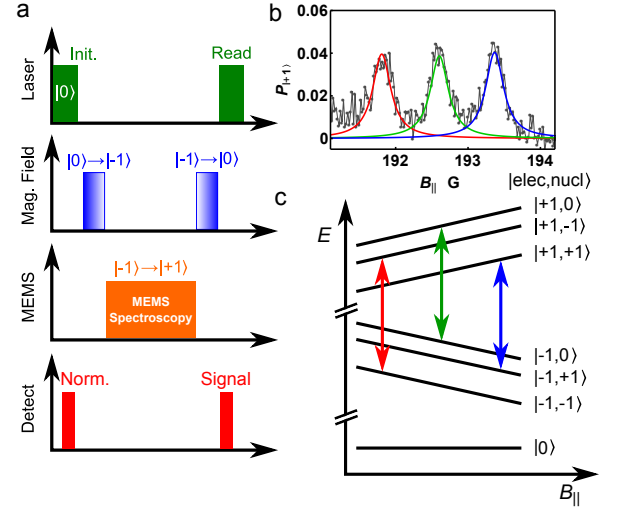 a
Laser
Init.
|0⟩
Read
Mag. Field
|0⟩→|-1⟩
|-1⟩→|0⟩
MEMS
|-1⟩→|+1⟩
MEMS
Spectroscopy
Detect
Norm.
Signal
b
P|+1⟩
0.06
0.04
0.02
0
192
193
194
B|| G
c
|elec,nucl⟩
E
|+1,0⟩
|+1,-1⟩
|+1,+1⟩
|-1,0⟩
|-1,+1⟩
|-1,-1⟩
|0⟩
B||